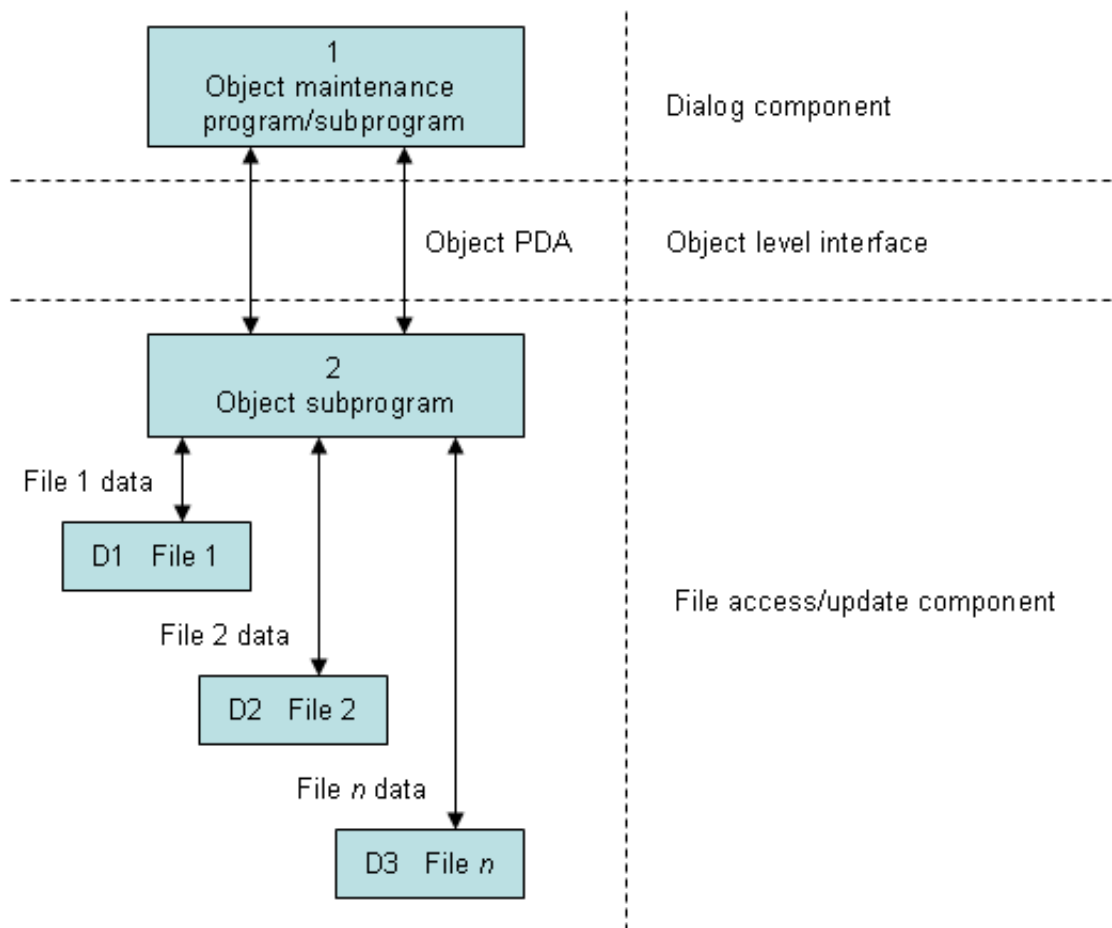 1
Object maintenance
program/subprogram
Dialog component
Object PDA
Object level interface
2
Object subprogram
File 1 data
D1 File 1
File access/update component
File 2 data
D2 File 2
File n data
D3 File n